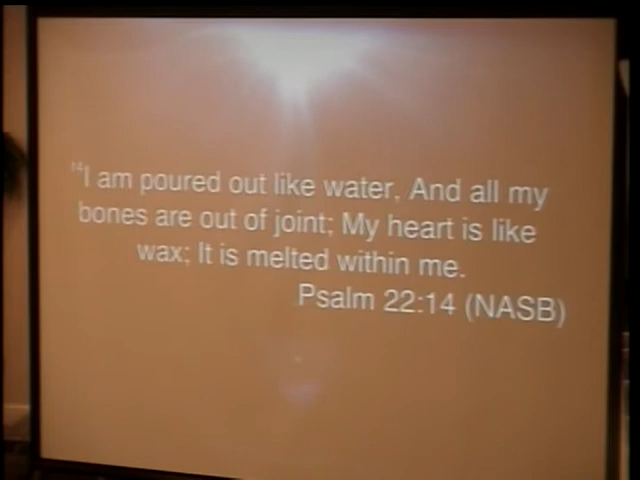 14I am poured out like water, And all my
bones are out of joint; My heart is like
wax; It is melted within me.
Psalm 22:14 (NASB)